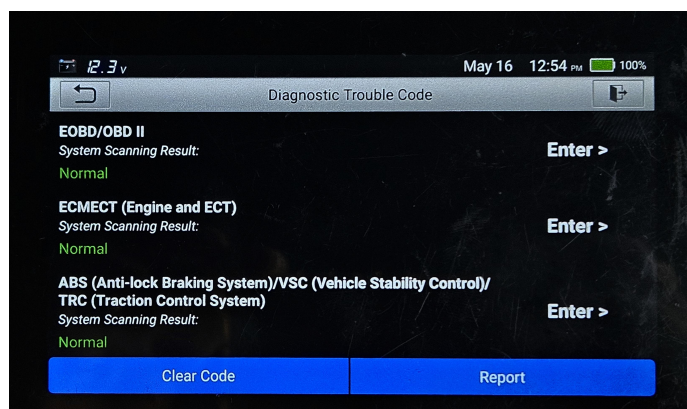 12.3 v May 16 12:54 PM 100%
Diagnostic Trouble Code
EOBD/OBD II
System Scanning Result:
Enter >
Normal
ECMECT (Engine and ECT)
System Scanning Result:
Enter >
Normal
ABS (Anti-lock Braking System)/VSC (Vehicle Stability Control)/
TRC (Traction Control System)
Enter >
System Scanning Result:
Normal
Clear Code Report